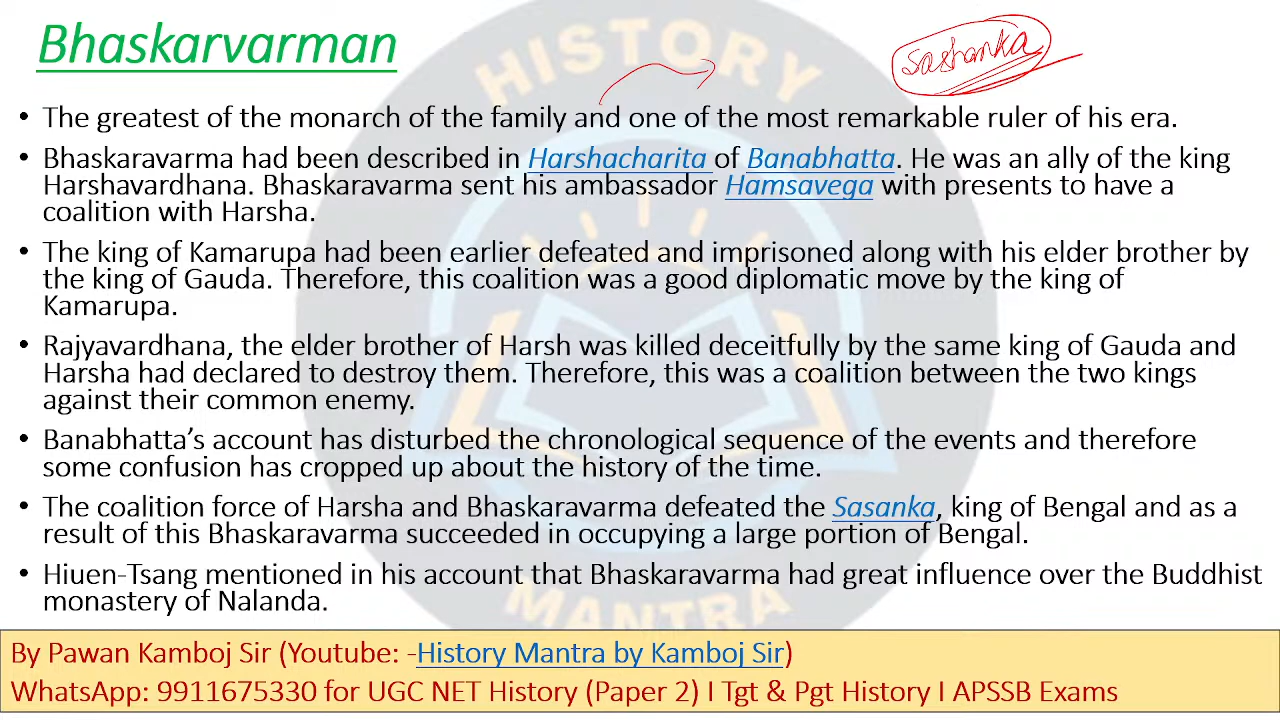 Bhaskarvarman
Sashanka
• The greatest of the monarch of the family and one of the most remarkable ruler of his era.
• Bhaskaravarma had been described in Harshacharita of Banabhatta. He was an ally of the king
Harshavardhana. Bhaskaravarma sent his ambassador Hamsavega with presents to have a
coalition with Harsha.
• The king of Kamarupa had been earlier defeated and imprisoned along with his elder brother by
the king of Gauda. Therefore, this coalition was a good diplomatic move by the king of
Kamarupa.
• Rajyavardhana, the elder brother of Harsh was killed deceitfully by the same king of Gauda and
Harsha had declared to destroy them. Therefore, this was a coalition between the two kings
against their common enemy.
• Banabhatta’s account has disturbed the chronological sequence of the events and therefore
some confusion has cropped up about the history of the time.
• The coalition force of Harsha and Bhaskaravarma defeated the Sasanka, king of Bengal and as a
result of this Bhaskaravarma succeeded in occupying a large portion of Bengal.
• Hiuen-Tsang mentioned in his account that Bhaskaravarma had great influence over the Buddhist
monastery of Nalanda.
HISTORY
MANTRA
By Pawan Kamboj Sir (Youtube: -History Mantra by Kamboj Sir)
WhatsApp: 9911675330 for UGC NET History (Paper 2) I Tgt & Pgt History I APSSB Exams